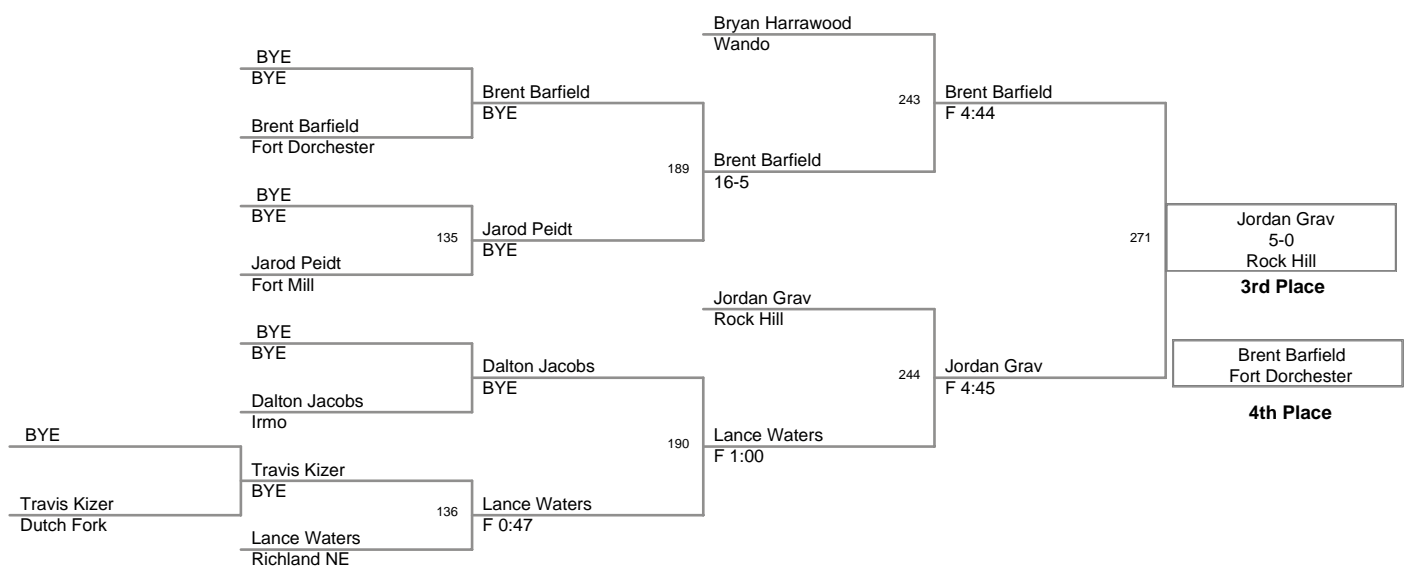 BYE
Travis Kizer
Dutch Fork
BYE
BYE
Brent Barfield
Fort Dorchester
BYE
BYE
135
Jarod Peidt
Fort Mill
BYE
BYE
Dalton Jacobs
Irmo
Travis Kizer
BYE
136
Lance Waters
Richland NE
Brent Barfield
BYE
189
Jarod Peidt
BYE
Dalton Jacobs
BYE
190
Lance Waters
F 0:47
Bryan Harrawood
Wando
243
Brent Barfield
16-5
Jordan Grav
Rock Hill
244
Lance Waters
F 1:00
Brent Barfield
F 4:44
271
Jordan Grav
F 4:45
Jordan Grav
5-0
Rock Hill
3rd Place
Brent Barfield
Fort Dorchester
4th Place